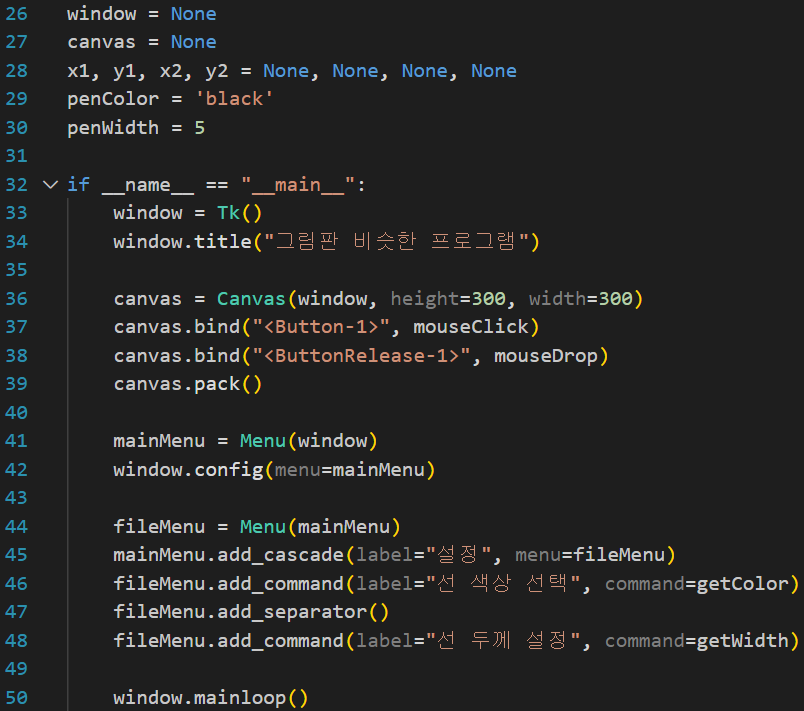 26 window = None
27 canvas = None
28 x1, y1, x2, y2 = None, None, None, None
29 penColor = 'black'
30 penWidth = 5
31
32 if __name__ == "__main__":
33     window = Tk()
34     window.title("그림판 비슷한 프로그램")
35
36     canvas = Canvas(window, height=300, width=300)
37     canvas.bind("<Button-1>", mouseClick)
38     canvas.bind("<ButtonRelease-1>", mouseDrop)
39     canvas.pack()
40
41     mainMenu = Menu(window)
42     window.config(menu=mainMenu)
43
44     fileMenu = Menu(mainMenu)
45     mainMenu.add_cascade(label="설정", menu=fileMenu)
46     fileMenu.add_command(label="선 색상 선택", command=getColor)
47     fileMenu.add_separator()
48     fileMenu.add_command(label="선 두께 설정", command=getWidth)
49
50     window.mainloop()